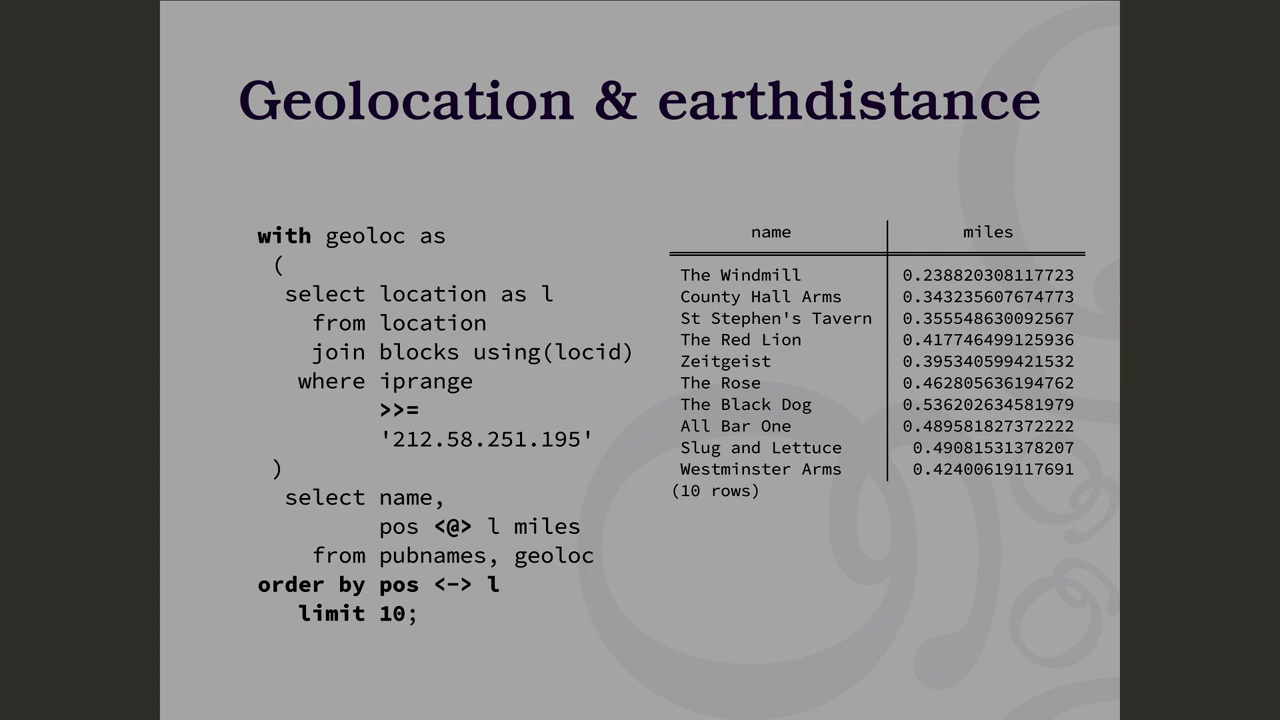 Geolocation & earthdistance
with geoloc as
(
select location as l
from location
join blocks using(locid)
where iprange
>>=
'212.58.251.195'
)
select name,
pos <@> l miles
from pubnames, geoloc
order by pos <-> l
limit 10;
name miles
The Windmill 0.238820308117723
County Hall Arms 0.343235607674773
St Stephen's Tavern 0.355548630092567
The Red Lion 0.417746499125936
Zeitgeist 0.395340599421532
The Rose 0.462805636194762
The Black Dog 0.536202634581979
All Bar One 0.489581827372222
Slug and Lettuce 0.49081531378207
Westminster Arms 0.42400619117691
(10 rows)